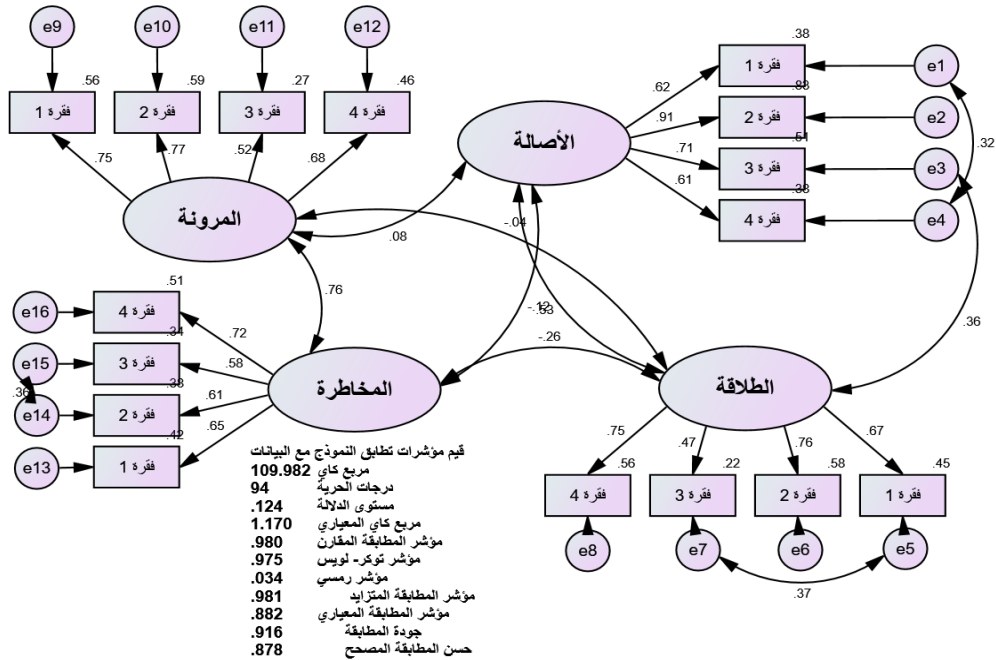 e9 e10 e11 e12
.56 .59 .27 .46
فقرة 1 فقرة 2 فقرة 3 فقرة 4
.75 .77 .52 .68
المرونة
.38
فقرة 1 e1
.62
.83
فقرة 2 e2
.91
.51
فقرة 3 e3
.71
.38
فقرة 4 e4
.61
.32
الأصالة
.08
-.04
.76
.36
-.12
.53
-.26
.51
e16 فقرة 4
.72
.34
e15 فقرة 3
.58
.38
.36
e14 فقرة 2
.61
.42
e13 فقرة 1
.65
المخاطرة
الطلاقة
.75 .47 .76 .67
.56 .22 .58 .45
فقرة 4 فقرة 3 فقرة 2 فقرة 1
e8 e7 e6 e5
.37
قيم مؤشرات تطابق النموذج مع البيانات
مربع كاي 109.982
درجات الحرية 94
مستوى الدلالة .124
مربع كاي المعياري 1.170
مؤشر المطابقة المقارن .980
مؤشر توكر- لويس .975
مؤشر رمسي .034
مؤشر المطابقة المتزايد .981
مؤشر المطابقة المعياري .882
جودة المطابقة .916
حسن المطابقة المصحح .878